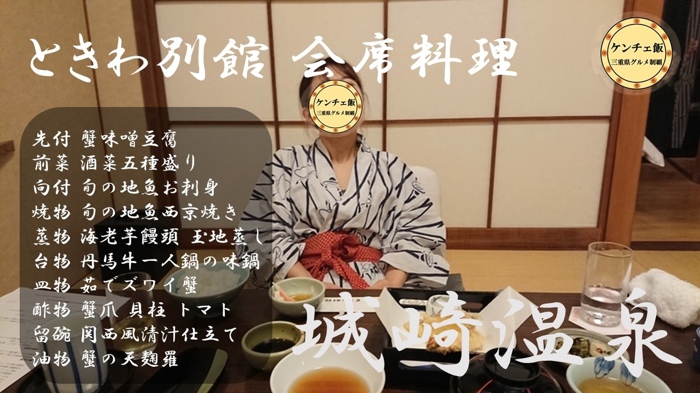 ときわ別館 会席料理
ケンチェ飯
三重県グルメ制覇
ケンチェ飯
三重県グルメ制覇
先付 蟹味噌豆腐
前菜 酒菜五種盛り
向付 旬の地魚お刺身
焼物 旬の地魚西京焼き
蒸物 海老芋饅頭 玉地蒸し
台物 丹馬牛一人鍋の味鍋
皿物 茹でズワイ蟹
酢物 蟹爪 貝柱 トマト
留碗 関西風清汁仕立て
油物 蟹の天麩羅
城崎温泉